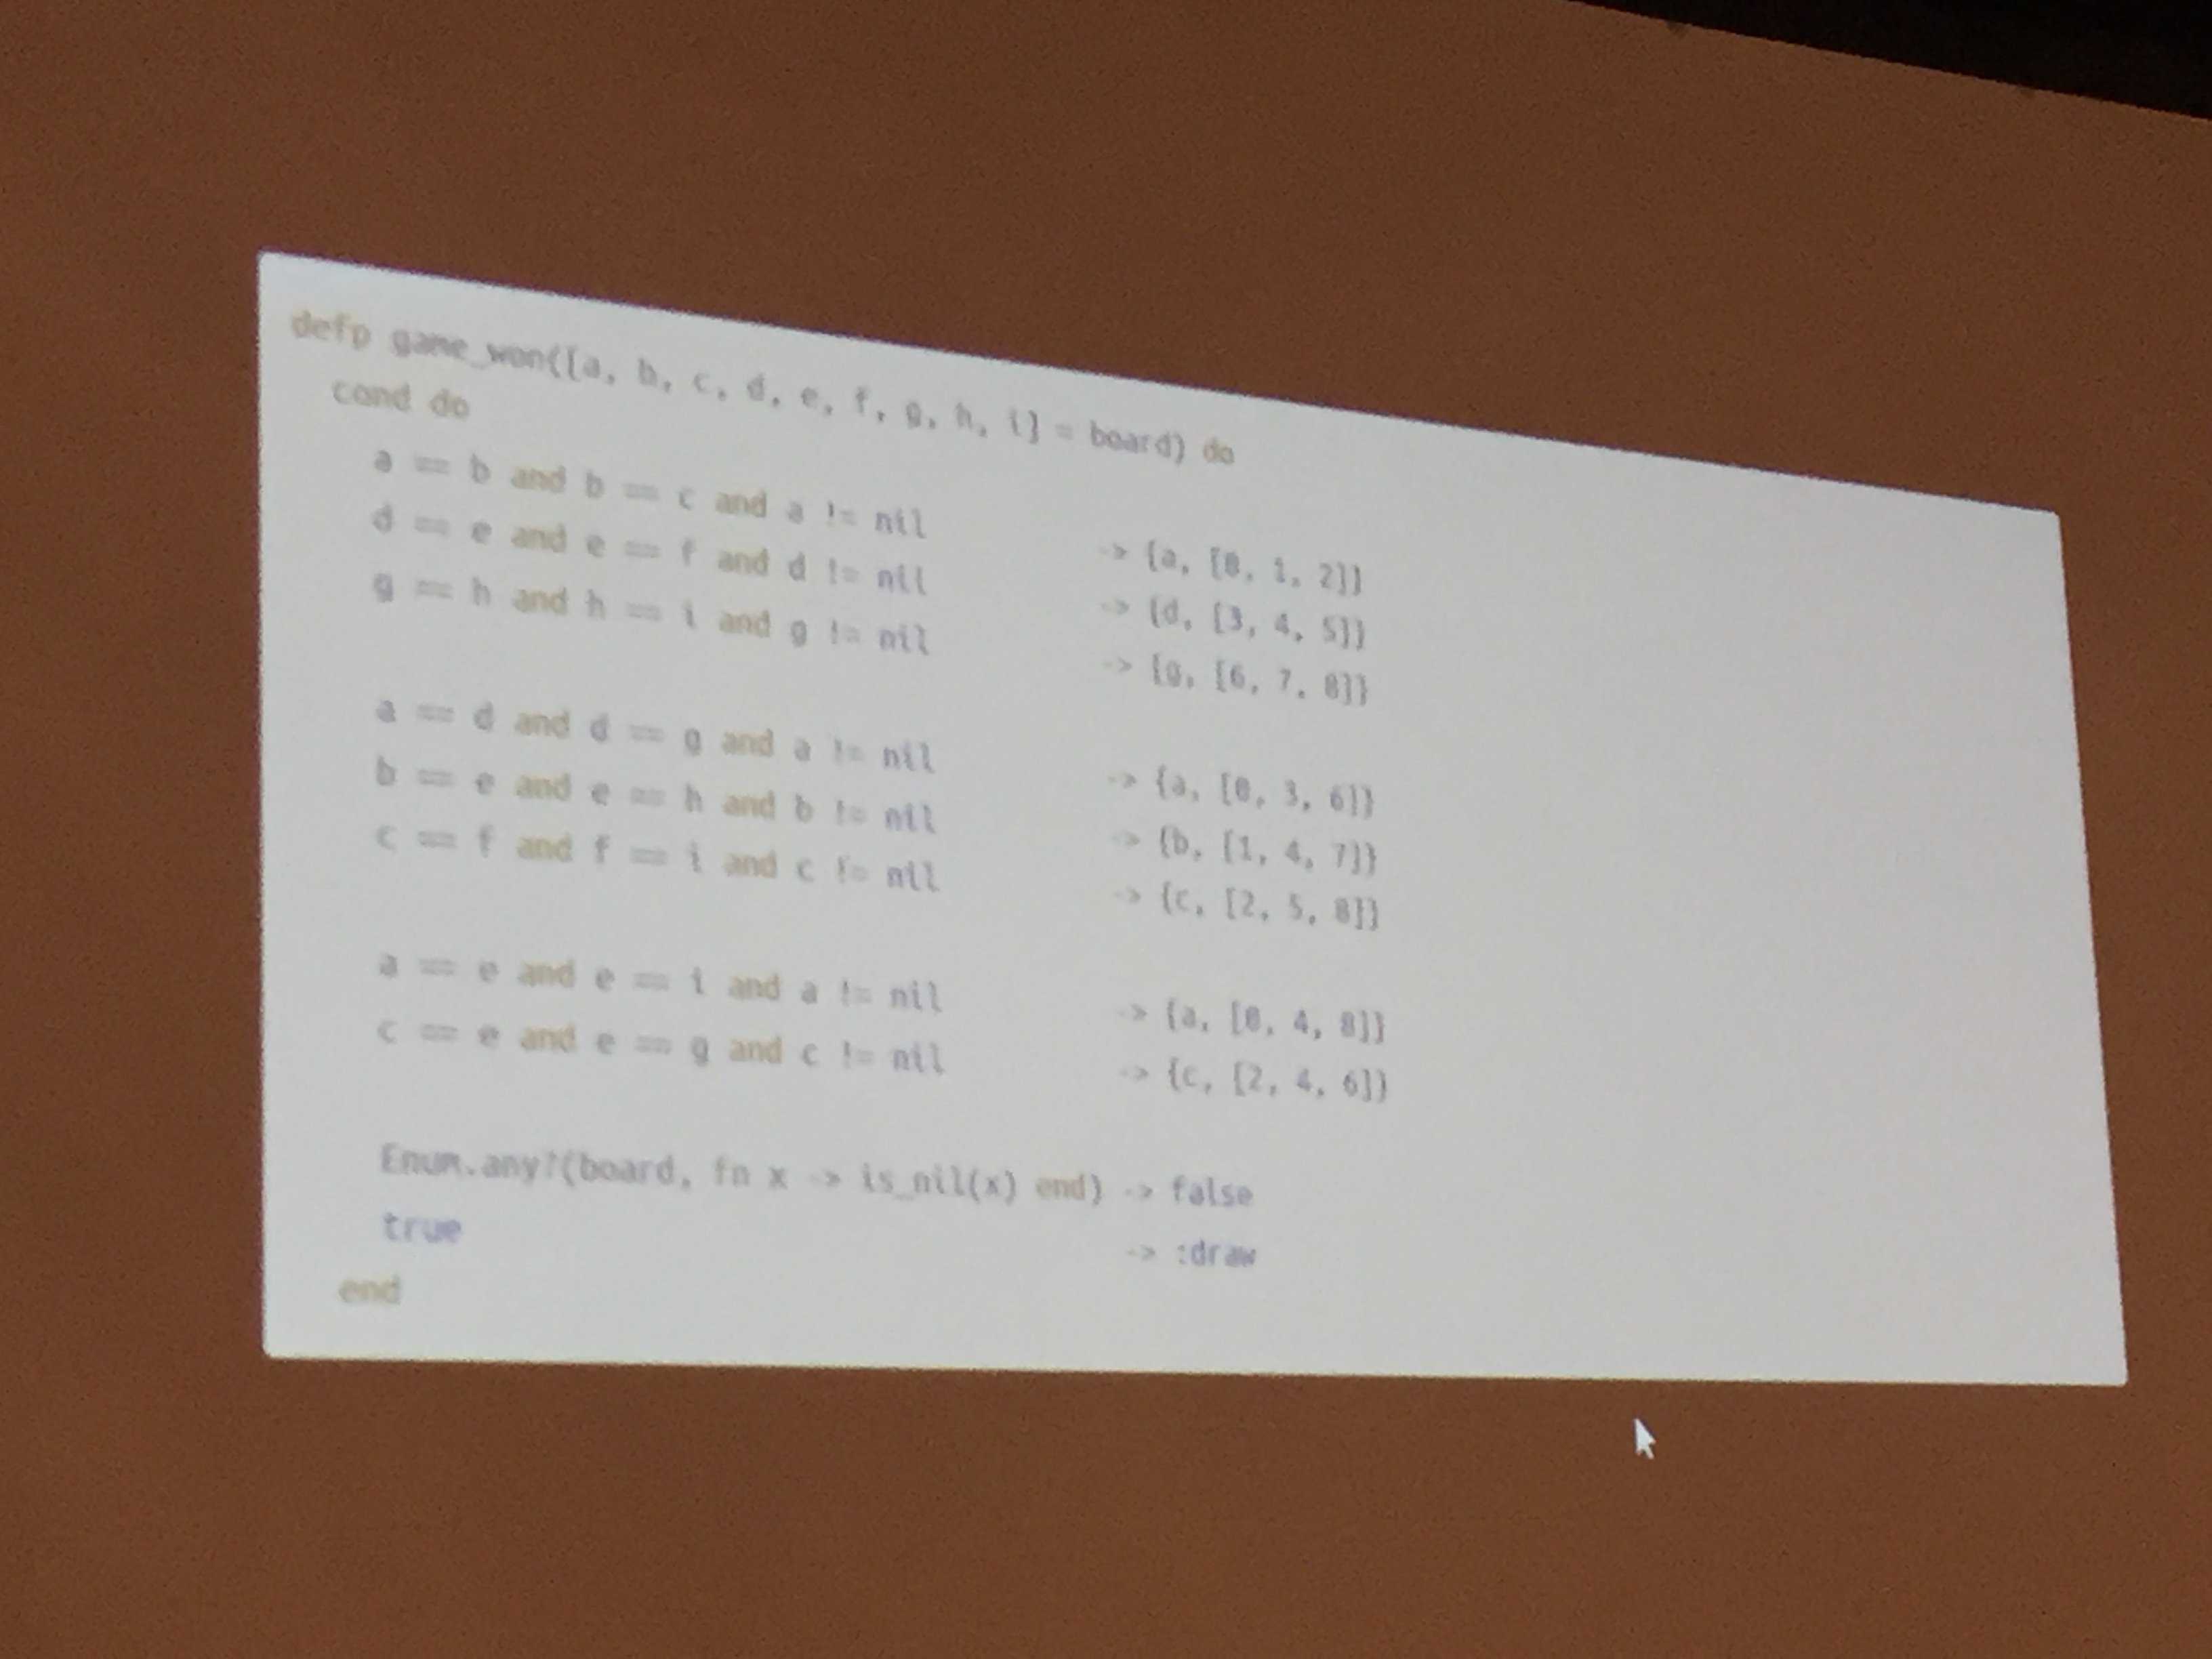 defp game_won([a, b, c, d, e, f, g, h, i] = board) do
cond do
a == b and b == c and a != nil -> {a, [0, 1, 2]}
d == e and e == f and d != nil -> {d, [3, 4, 5]}
g == h and h == i and g != nil -> {g, [6, 7, 8]}
a == d and d == g and a != nil -> {a, [0, 3, 6]}
b == e and e == h and b != nil -> {b, [1, 4, 7]}
c == f and f == i and c != nil -> {c, [2, 5, 8]}
a == e and e == i and a != nil -> {a, [0, 4, 8]}
c == e and e == g and c != nil -> {c, [2, 4, 6]}
Enum.any?(board, fn x -> is_nil(x) end) -> false
true -> :draw
end